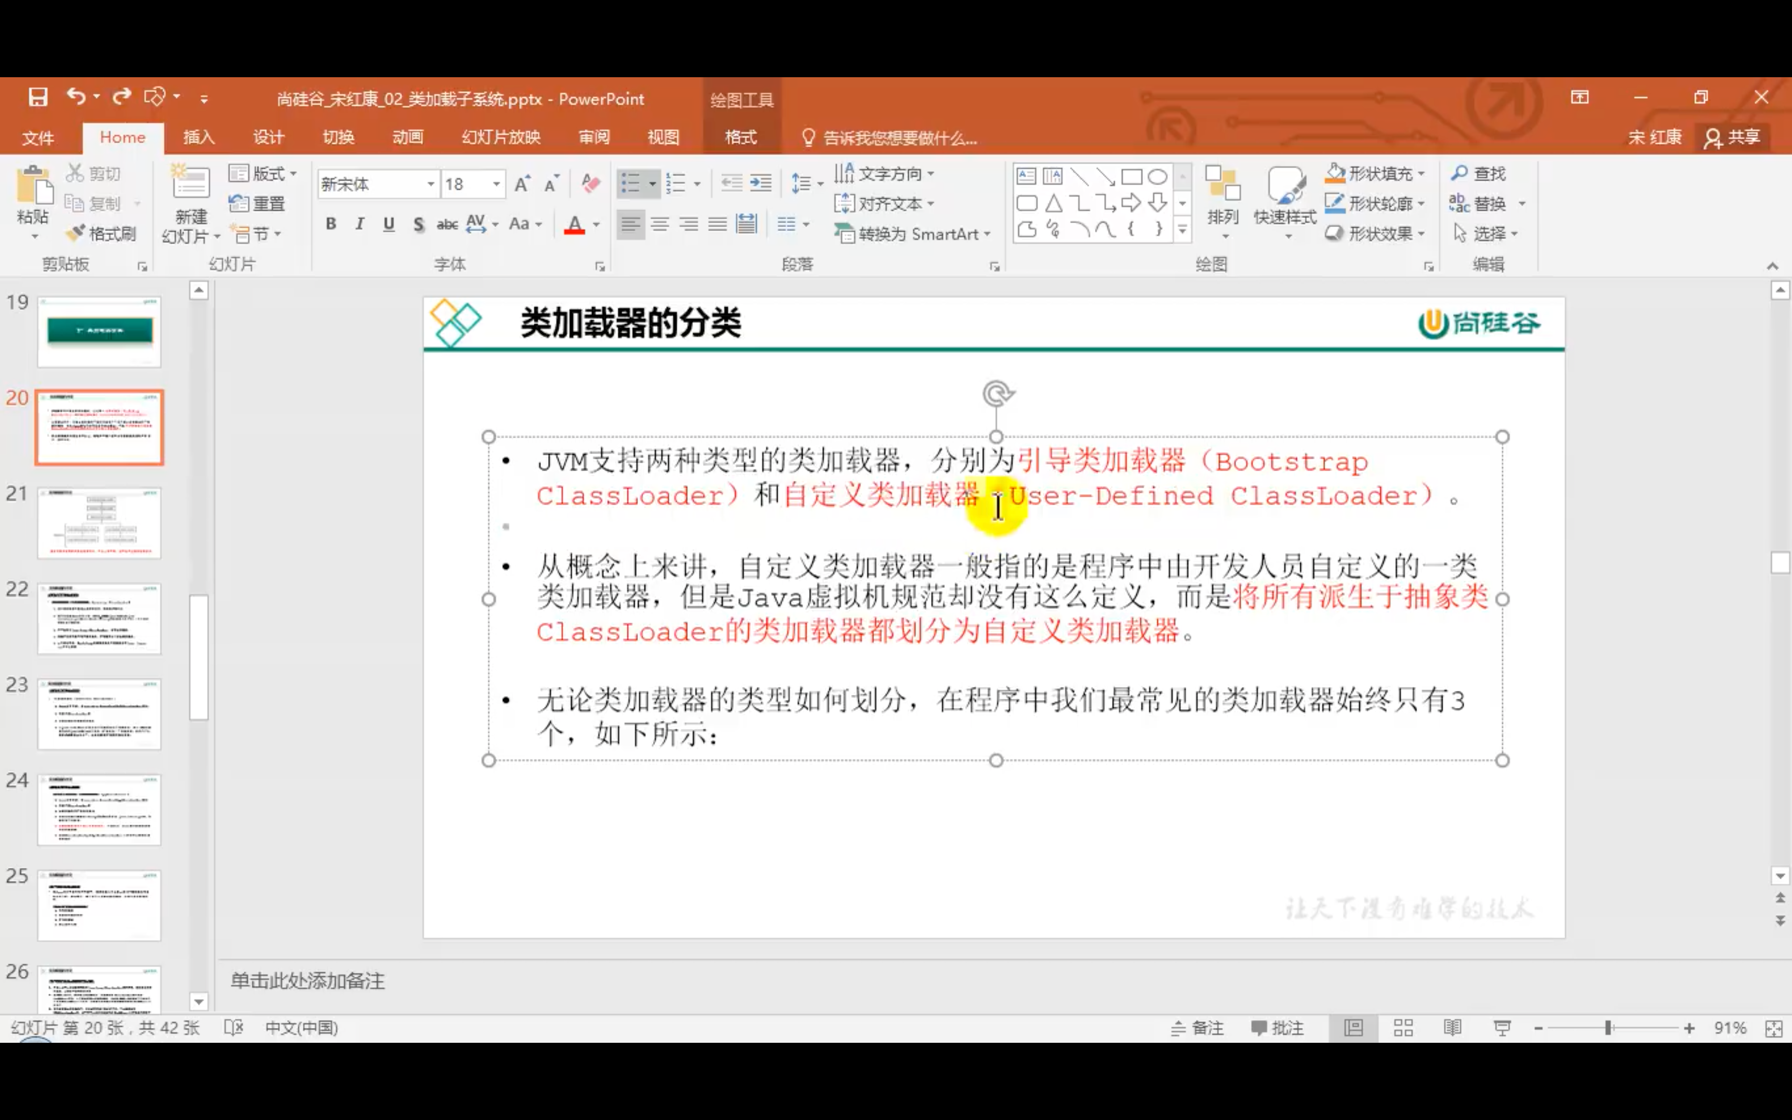 尚硅谷_宋红康_02_类加载子系统.pptx - PowerPoint
绘图工具
文件 Home 插入 设计 切换 动画 幻灯片放映 审阅 视图 格式 告诉我您想要做什么... 宋 红康 共享
粘贴 剪切 复制 格式刷
新建 幻灯片 版式 重置 节
新宋体 18
B I U S abc AV Aa A
文字方向 对齐文本 转换为 SmartArt
排列 快速样式 形状填充 形状轮廓 形状效果
查找 替换 选择
剪贴板 幻灯片 字体 段落 绘图 编辑
19
20
21
22
23
24
25
26
类加载器的分类
尚硅谷
• JVM支持两种类型的类加载器，分别为引导类加载器（Bootstrap
ClassLoader）和自定义类加载器 User-Defined ClassLoader）。
• 从概念上来讲，自定义类加载器一般指的是程序中由开发人员自定义的一类
类加载器，但是Java虚拟机规范却没有这么定义，而是将所有派生于抽象类
ClassLoader的类加载器都划分为自定义类加载器。
• 无论类加载器的类型如何划分，在程序中我们最常见的类加载器始终只有3
个，如下所示：
让天下没有难学的技术
单击此处添加备注
幻灯片 第 20 张，共 42 张 中文(中国) 备注 批注 91%